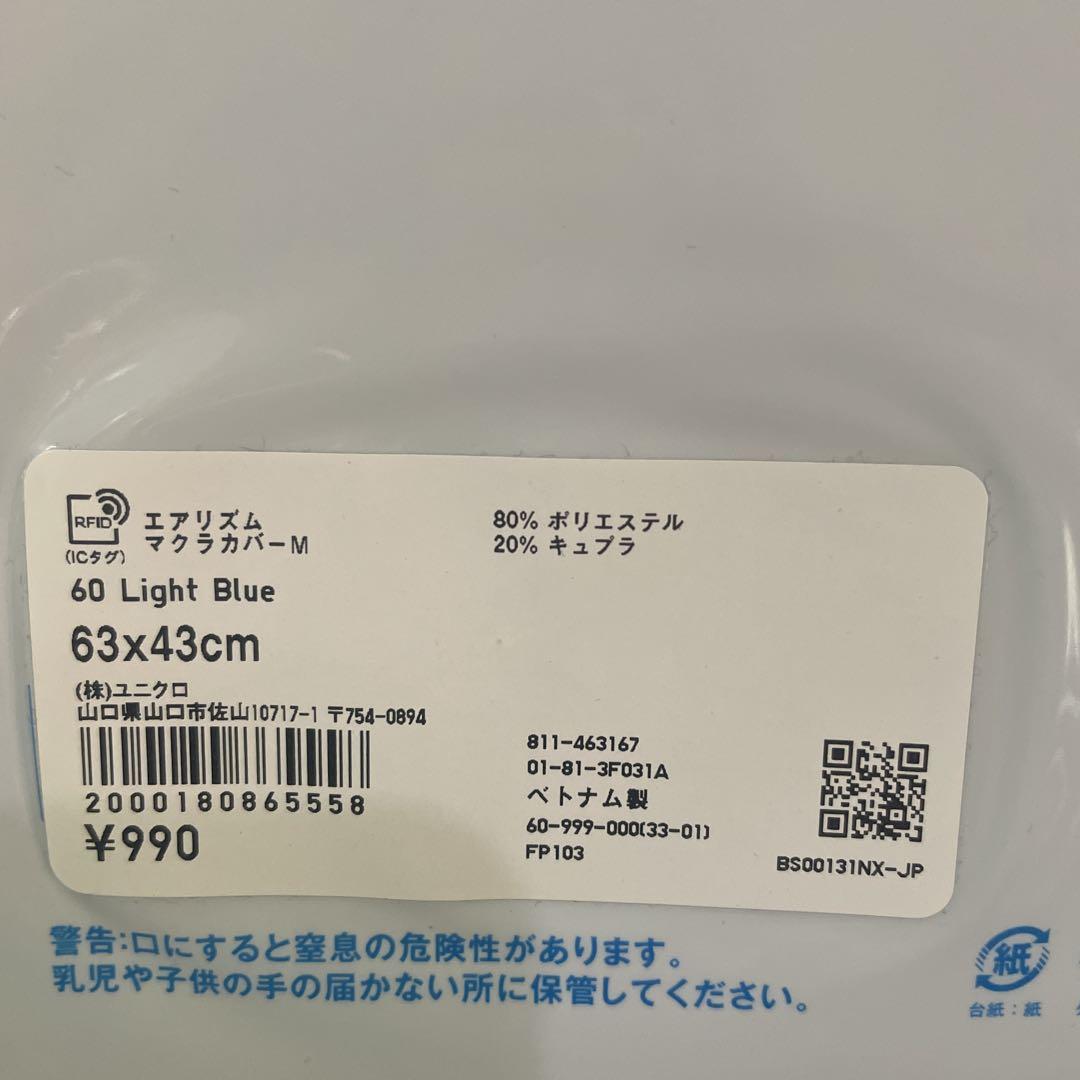 RFID
(ICタグ)
エアリズム
マクラカバーM
80% ポリエステル
20% キュプラ
60 Light Blue
63x43cm
(株)ユニクロ
山口県山口市佐山10717-1 〒754-0894
2000180865558
¥990
811-463167
01-81-3F031A
ベトナム製
60-999-000(33-01)
FP103
BS00131NX-JP
警告:口にすると窒息の危険性があります。
乳児や子供の手の届かない所に保管してください。
紙
台紙:紙